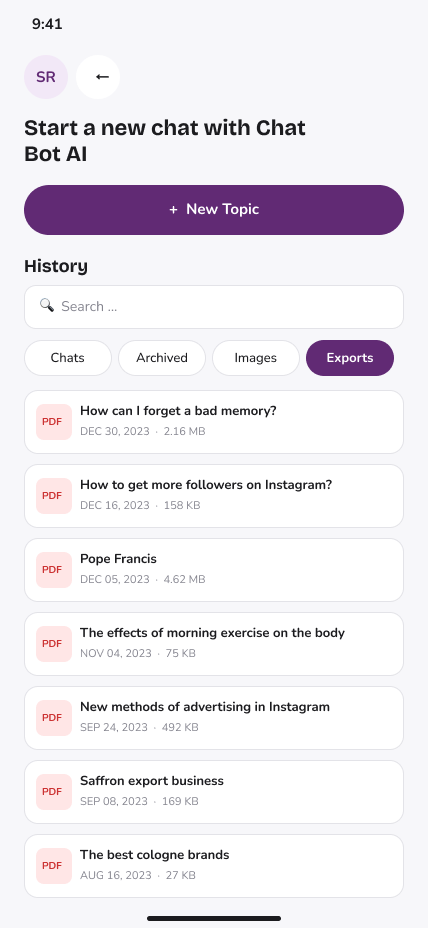 9:41
SR
Start a new chat with Chat
Bot AI
+ New Topic
History
Search ...
Chats
Archived
Images
Exports
PDF
How can I forget a bad memory?
DEC 30, 2023 · 2.16 MB
PDF
How to get more followers on Instagram?
DEC 16, 2023 · 158 KB
PDF
Pope Francis
DEC 05, 2023 · 4.62 MB
PDF
The effects of morning exercise on the body
NOV 04, 2023 · 75 KB
PDF
New methods of advertising in Instagram
SEP 24, 2023 · 492 KB
PDF
Saffron export business
SEP 08, 2023 · 169 KB
PDF
The best cologne brands
AUG 16, 2023 · 27 KB